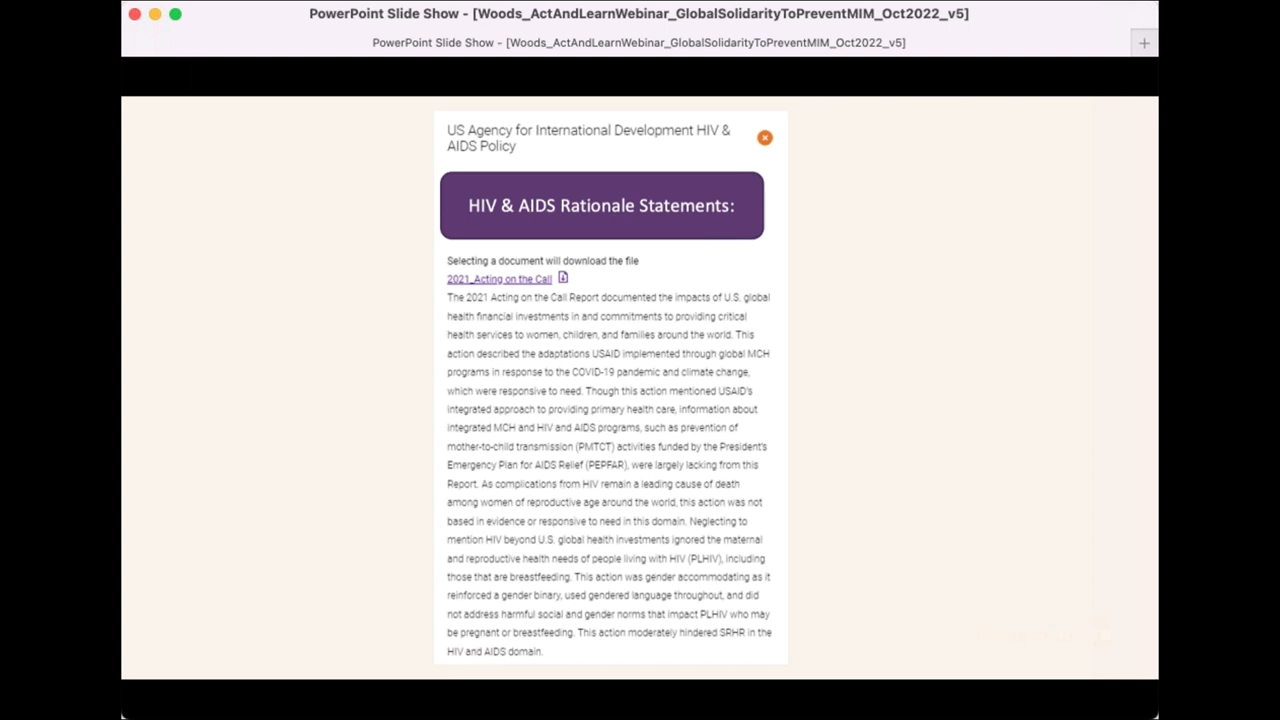 PowerPoint Slide Show - [Woods_ActAndLearnWebinar_GlobalSolidarityToPreventMIM_Oct2022_v5]
PowerPoint Slide Show - [Woods_ActAndLearnWebinar_GlobalSolidarityToPreventMIM_Oct2022_v5]
US Agency for International Development HIV &
AIDS Policy
HIV & AIDS Rationale Statements:
Selecting a document will download the file
2021_Acting on the Call
The 2021 Acting on the Call Report documented the impacts of U.S. global
health financial investments in and commitments to providing critical
health services to women, children, and families around the world. This
action described the adaptations USAID implemented through global MCH
programs in response to the COVID-19 pandemic and climate change,
which were responsive to need. Though this action mentioned USAID's
integrated approach to providing primary health care, information about
integrated MCH and HIV and AIDS programs, such as prevention of
mother-to-child transmission (PMTCT) activities funded by the President's
Emergency Plan for AIDS Relief (PEPFAR), were largely lacking from this
Report. As complications from HIV remain a leading cause of death
among women of reproductive age around the world, this action was not
based in evidence or responsive to need in this domain. Neglecting to
mention HIV beyond U.S. global health investments ignored the maternal
and reproductive health needs of people living with HIV (PLHIV), including
those that are breastfeeding. This action was gender accommodating as it
reinforced a gender binary, used gendered language throughout, and did
not address harmful social and gender norms that impact PLHIV who may
be pregnant or breastfeeding. This action moderately hindered SRHR in the
HIV and AIDS domain.